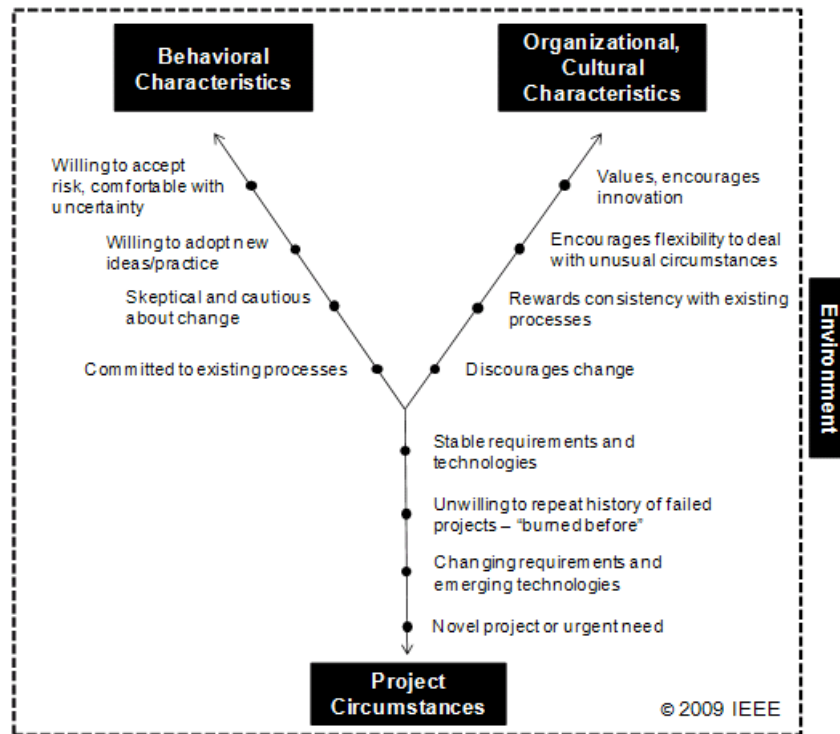 Behavioral
Characteristics
Organizational,
Cultural
Characteristics
Willing to accept
risk, comfortable with
uncertainty
Values, encourages
innovation
Willing to adopt new
ideas/practice
Encourages flexibility to deal
with unusual circumstances
Skeptical and cautious
about change
Rewards consistency with existing
processes
Committed to existing processes
Discourages change
Environment
Stable requirements and
technologies
Unwilling to repeat history of failed
projects – “burned before”
Changing requirements and
emerging technologies
Novel project or urgent need
Project
Circumstances
© 2009 IEEE